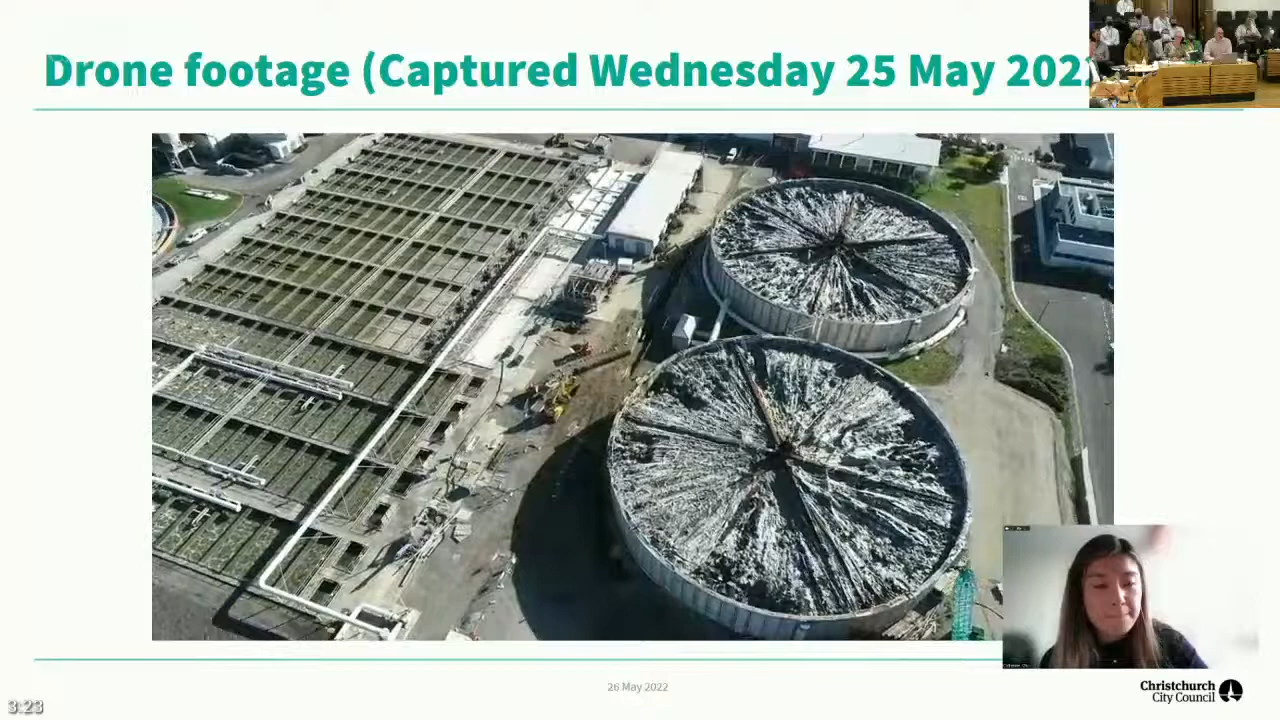 Drone footage (Captured Wednesday 25 May 202
26 May 2022
Christchurch
City Council
3:23